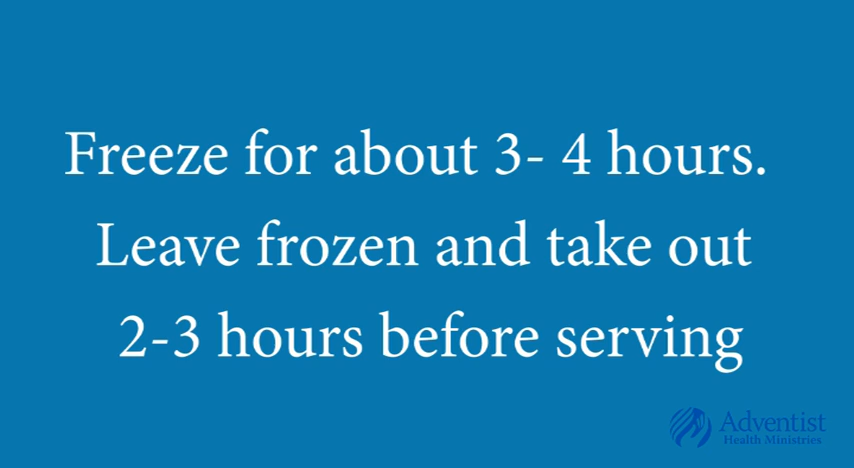 Freeze for about 3- 4 hours.
Leave frozen and take out
2-3 hours before serving
Adventist
Health Ministries